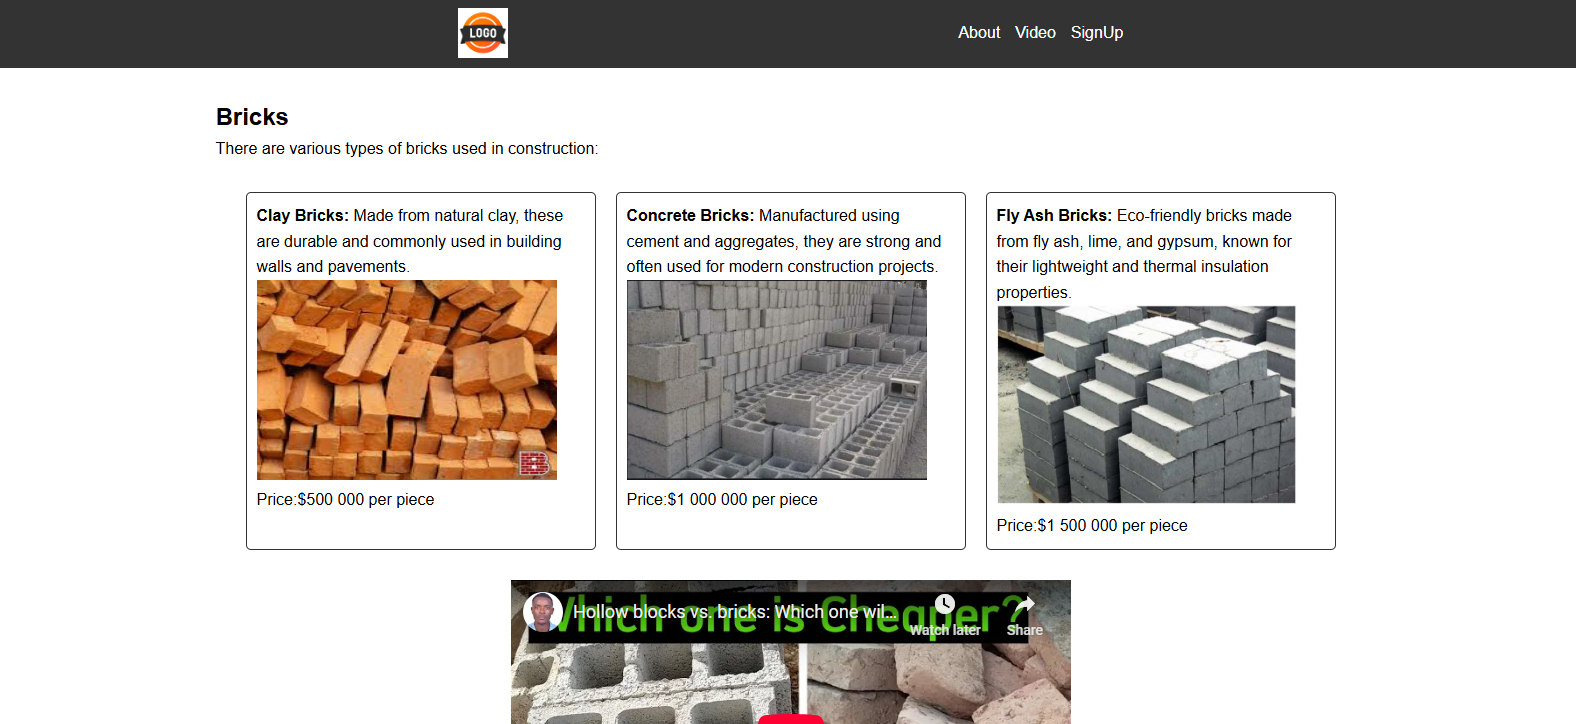 LOGO
About Video SignUp
Bricks
There are various types of bricks used in construction:
Clay Bricks: Made from natural clay, these
are durable and commonly used in building
walls and pavements.
Price:$500 000 per piece
Concrete Bricks: Manufactured using
cement and aggregates, they are strong and
often used for modern construction projects.
Price:$1 000 000 per piece
Fly Ash Bricks: Eco-friendly bricks made
from fly ash, lime, and gypsum, known for
their lightweight and thermal insulation
properties.
Price:$1 500 000 per piece
Hollow blocks vs. bricks: Which one wil...
Which one is Cheaper?
Watch later
Share